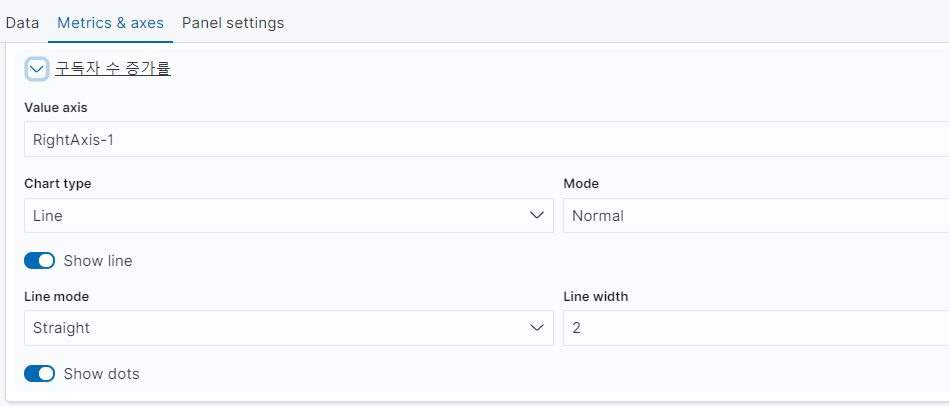 Data Metrics & axes Panel settings
구독자 수 증가률
Value axis
RightAxis-1
Chart type Mode
Line Normal
Show line
Line mode Line width
Straight 2
Show dots